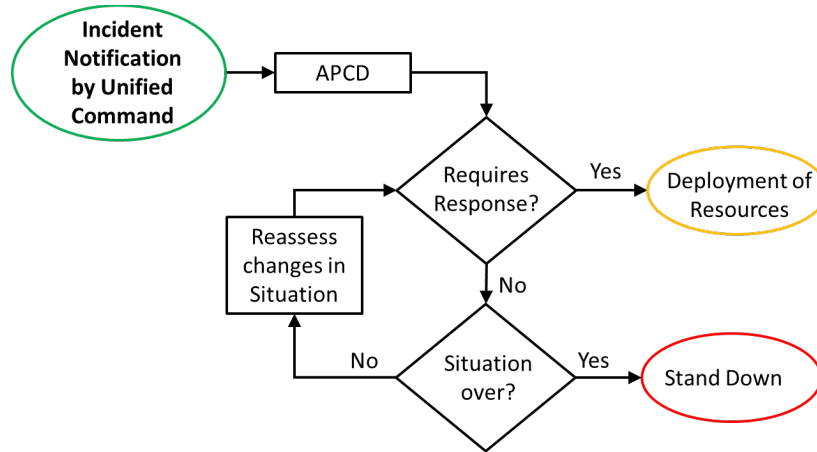 Incident
Notification
by Unified
Command
APCD
Requires
Response?
Yes
Deployment of
Resources
Reassess
changes in
Situation
No
No
Situation
over?
Yes
Stand Down